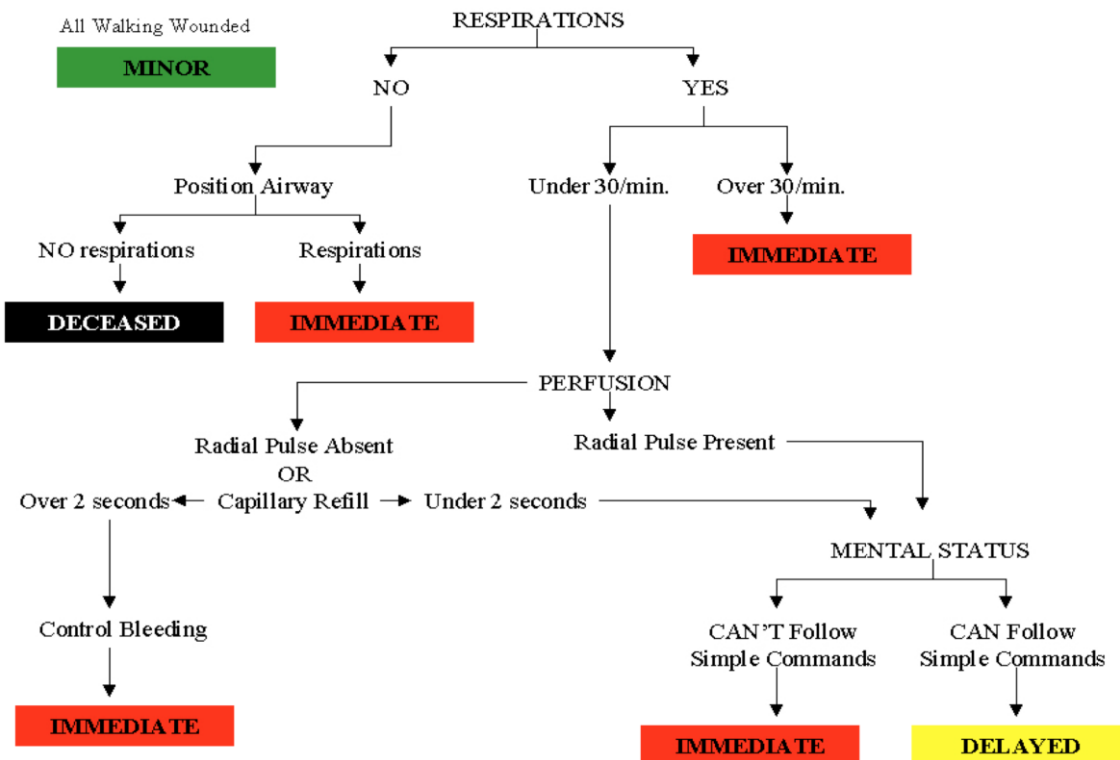 All Walking Wounded
MINOR
RESPIRATIONS
NO
YES
Position Airway
Under 30/min.
Over 30/min.
NO respirations
Respirations
IMMEDIATE
DECEASED
IMMEDIATE
PERFUSION
Radial Pulse Absent
OR
Radial Pulse Present
Over 2 seconds
Capillary Refill
Under 2 seconds
MENTAL STATUS
Control Bleeding
CAN'T Follow
Simple Commands
CAN Follow
Simple Commands
IMMEDIATE
IMMEDIATE
DELAYED